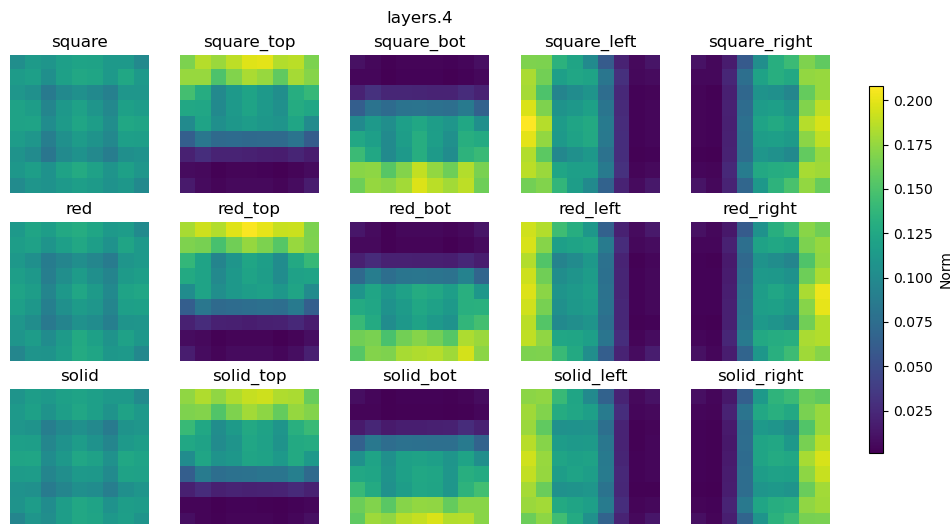 layers.4
square square_top square_bot square_left square_right
red red_top red_bot red_left red_right
solid solid_top solid_bot solid_left solid_right
0.200
0.175
0.150
0.125
0.100
0.075
0.050
0.025
Norm